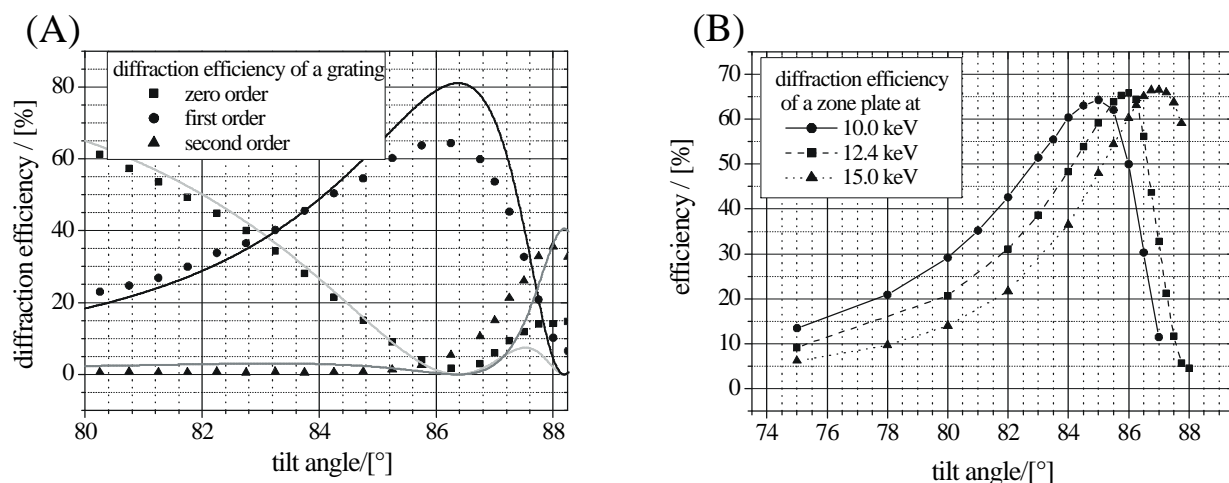 (A)
diffraction efficiency / [%]
80
60
40
20
0
diffraction efficiency of a grating
zero order
first order
second order
80 82 84 86 88
tilt angle/[°]
(B)
efficiency / [%]
70
60
50
40
30
20
10
0
diffraction efficiency
of a zone plate at
10.0 keV
12.4 keV
15.0 keV
74 76 78 80 82 84 86 88
tilt angle/[°]